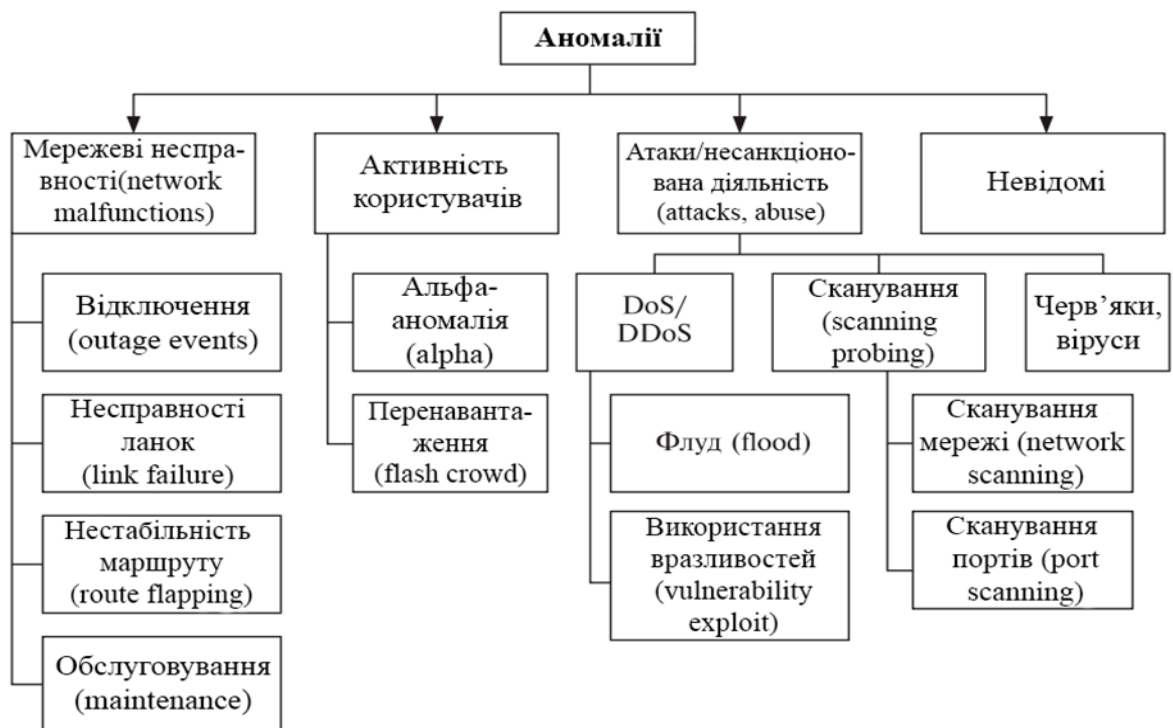 Аномалії
Мережеві неспра-
вності(network
malfunctions)
Активність
користувачів
Атаки/несанкціоно-
вана діяльність
(attacks, abuse)
Невідомі
Відключення
(outage events)
Альфа-
аномалія
(alpha)
DoS/
DDoS
Сканування
(scanning
probing)
Черв’яки,
віруси
Несправності
ланок
(link failure)
Перенаванта-
ження
(flash crowd)
Флуд (flood)
Сканування
мережі (network
scanning)
Нестабільність
маршруту
(route flapping)
Використання
вразливостей
(vulnerability
exploit)
Сканування
портів (port
scanning)
Обслуговування
(maintenance)